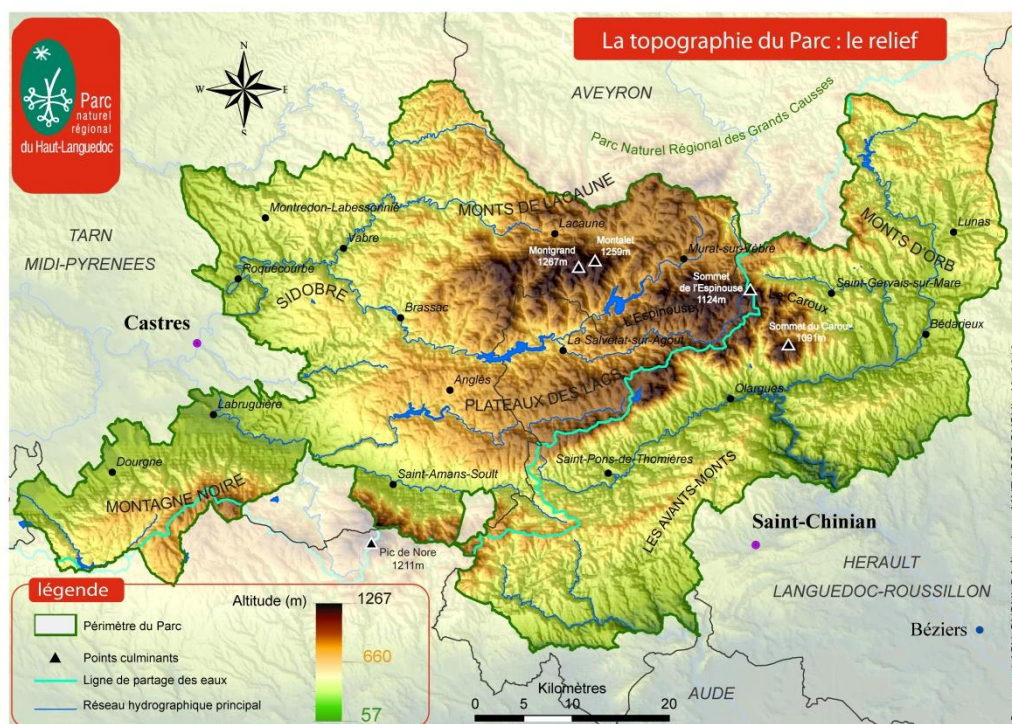 La topographie du Parc : le relief
Parc
naturel
régional
du Haut-Languedoc
N
W
E
S
AVEYRON
Parc Naturel Régional des Grands Causses
TARN
MIDI-PYRENEES
Montredon-Labessonnié
MONTS DE LACAUNE
Lacaune
Vabre
Montgrand
1267m
Montalet
1259m
Murat-sur-Vèbre
Lunas
MONTS D'ORB
Roquecourbe
SIDOBRE
Sommet
de l'Espinouse
1124m
Saint-Gervais-sur-Mare
Le Caroux
Brassac
L'Espinouse
Castres
Sommet du Caroux
1091m
Bédarieux
La Salvetat-sur-Agout
Anglès
PLATEAUX DES LACS
Olargues
Labruguière
Dourgne
Saint-Amans-Soult
Saint-Pons-de-Thomières
MONTAGNE NOIRE
LES AVANTS-MONTS
Saint-Chinian
Pic de Nore
1211m
HERAULT
LANGUEDOC-ROUSSILLON
Béziers
AUDE
légende
Périmètre du Parc
Points culminants
Ligne de partage des eaux
Réseau hydrographique principal
Altitude (m)
1267
660
57
Kilomètres
0 5 10 20